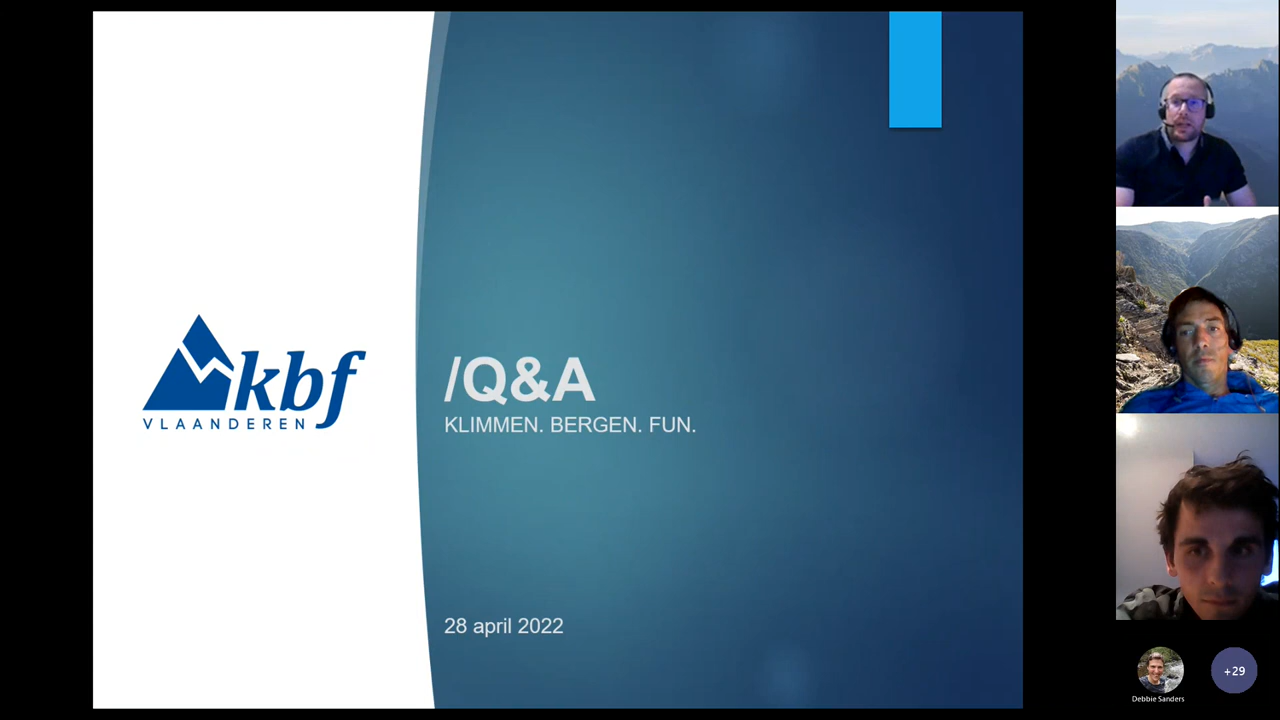 kbf
VLAANDEREN
/Q&A
KLIMMEN. BERGEN. FUN.
28 april 2022
+29
Debbie Sanders